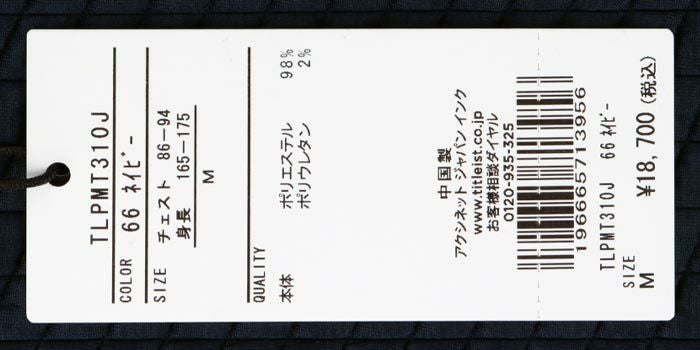 TLPMT310J
COLOR 66 ﾈｲﾋﾞｰ
SIZE チェスト 86-94
身長 165-175
M
QUALITY
本体 ポリエステル 98%
ポリウレタン 2%
中国製
アクシネット ジャパン インク
www.titleist.co.jp
お客様相談ダイヤル
0120-935-325
196665713956
TLPMT310J 66 ﾈｲﾋﾞｰ
SIZE M
¥18,700(税込)